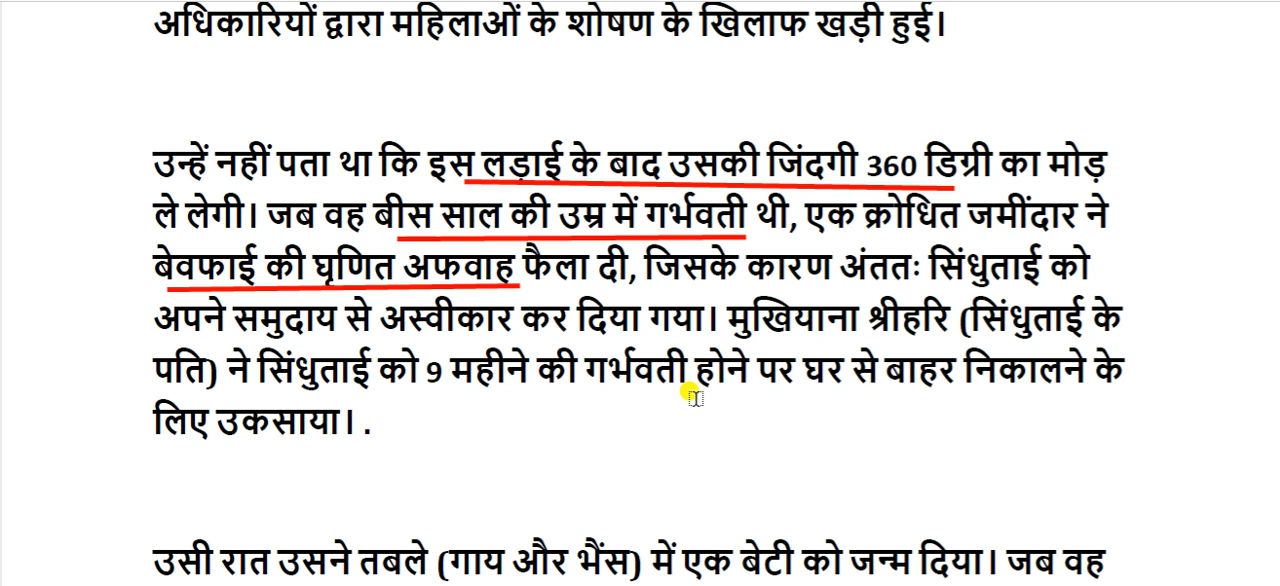 अधिकारियों द्वारा महिलाओं के शोषण के खिलाफ खड़ी हुई।
उन्हें नहीं पता था कि इस लड़ाई के बाद उसकी जिंदगी 360 डिग्री का मोड़
ले लेगी। जब वह बीस साल की उम्र में गर्भवती थी, एक क्रोधित जमींदार ने
बेवफाई की घृणित अफवाह फैला दी, जिसके कारण अंततः सिंधुताई को
अपने समुदाय से अस्वीकार कर दिया गया। मुखियाना श्रीहरि (सिंधुताई के
पति) ने सिंधुताई को 9 महीने की गर्भवती होने पर घर से बाहर निकालने के
लिए उकसाया। .
उसी रात उसने तबले (गाय और भैंस) में एक बेटी को जन्म दिया। जब वह